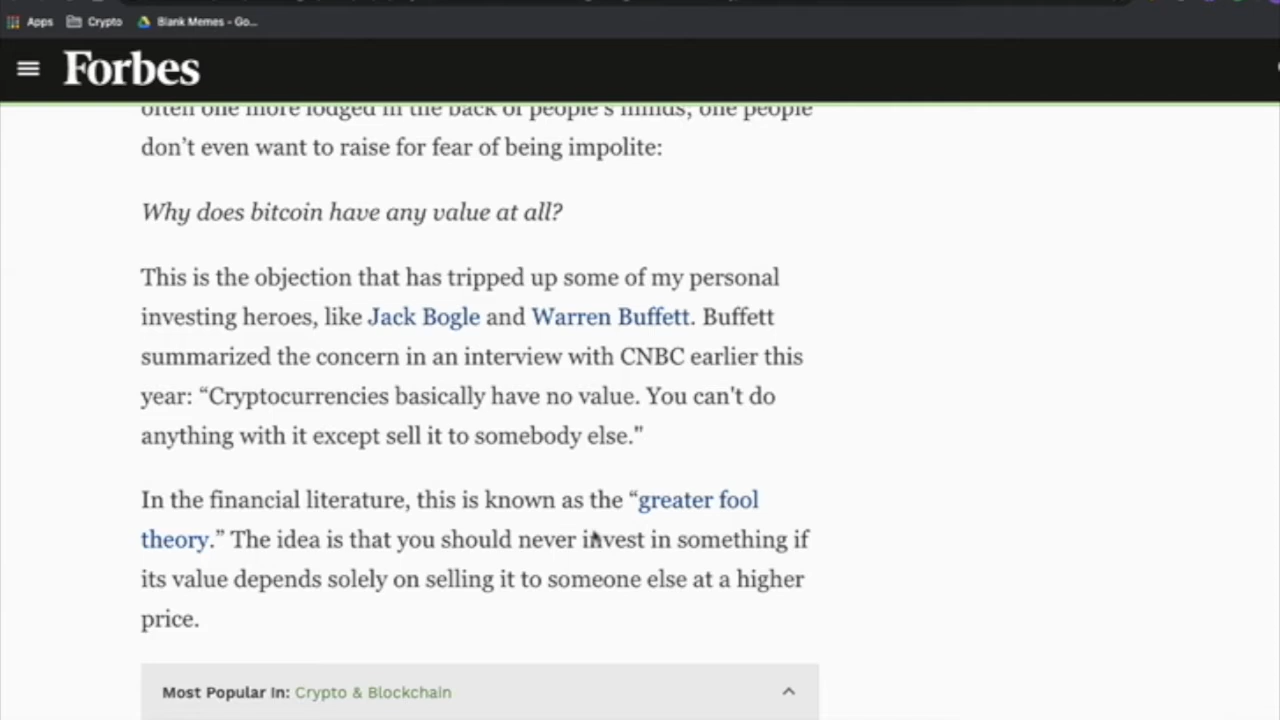 Apps Crypto Blank Memes - Go...
Forbes
often one more lodged in the back of people's minds, one people
don't even want to raise for fear of being impolite:
Why does bitcoin have any value at all?
This is the objection that has tripped up some of my personal
investing heroes, like Jack Bogle and Warren Buffett. Buffett
summarized the concern in an interview with CNBC earlier this
year: “Cryptocurrencies basically have no value. You can't do
anything with it except sell it to somebody else."
In the financial literature, this is known as the “greater fool
theory.” The idea is that you should never invest in something if
its value depends solely on selling it to someone else at a higher
price.
Most Popular In: Crypto & Blockchain